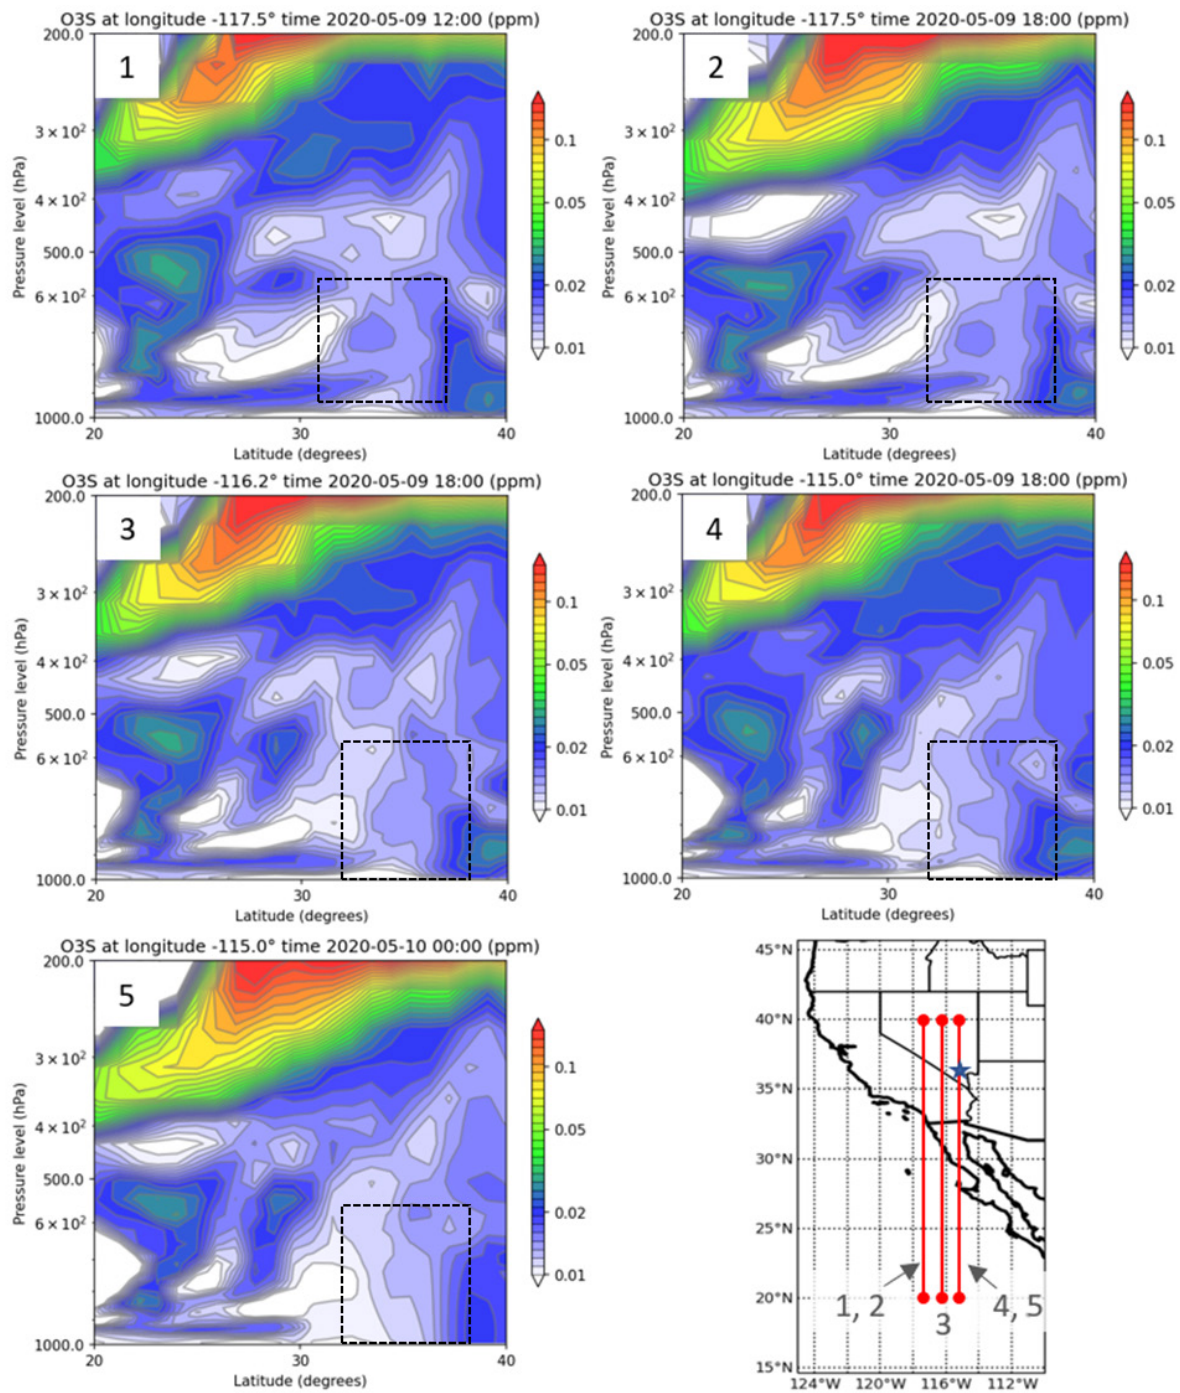 O3S at longitude -117.5° time 2020-05-09 12:00 (ppm)
1
Pressure level (hPa)
200.0
3 × 10²
4 × 10²
500.0
6 × 10²
1000.0
20
30
40
Latitude (degrees)
0.1
0.05
0.02
0.01
O3S at longitude -117.5° time 2020-05-09 18:00 (ppm)
2
Pressure level (hPa)
200.0
3 × 10²
4 × 10²
500.0
6 × 10²
1000.0
20
30
40
Latitude (degrees)
0.1
0.05
0.02
0.01
O3S at longitude -116.2° time 2020-05-09 18:00 (ppm)
3
Pressure level (hPa)
200.0
3 × 10²
4 × 10²
500.0
6 × 10²
1000.0
20
30
40
Latitude (degrees)
0.1
0.05
0.02
0.01
O3S at longitude -115.0° time 2020-05-09 18:00 (ppm)
4
Pressure level (hPa)
200.0
3 × 10²
4 × 10²
500.0
6 × 10²
1000.0
20
30
40
Latitude (degrees)
0.1
0.05
0.02
0.01
O3S at longitude -115.0° time 2020-05-10 00:00 (ppm)
5
Pressure level (hPa)
200.0
3 × 10²
4 × 10²
500.0
6 × 10²
1000.0
20
30
40
Latitude (degrees)
0.1
0.05
0.02
0.01
45°N
40°N
35°N
30°N
25°N
20°N
15°N
124°W 120°W 116°W 112°W
1, 2
3
4, 5